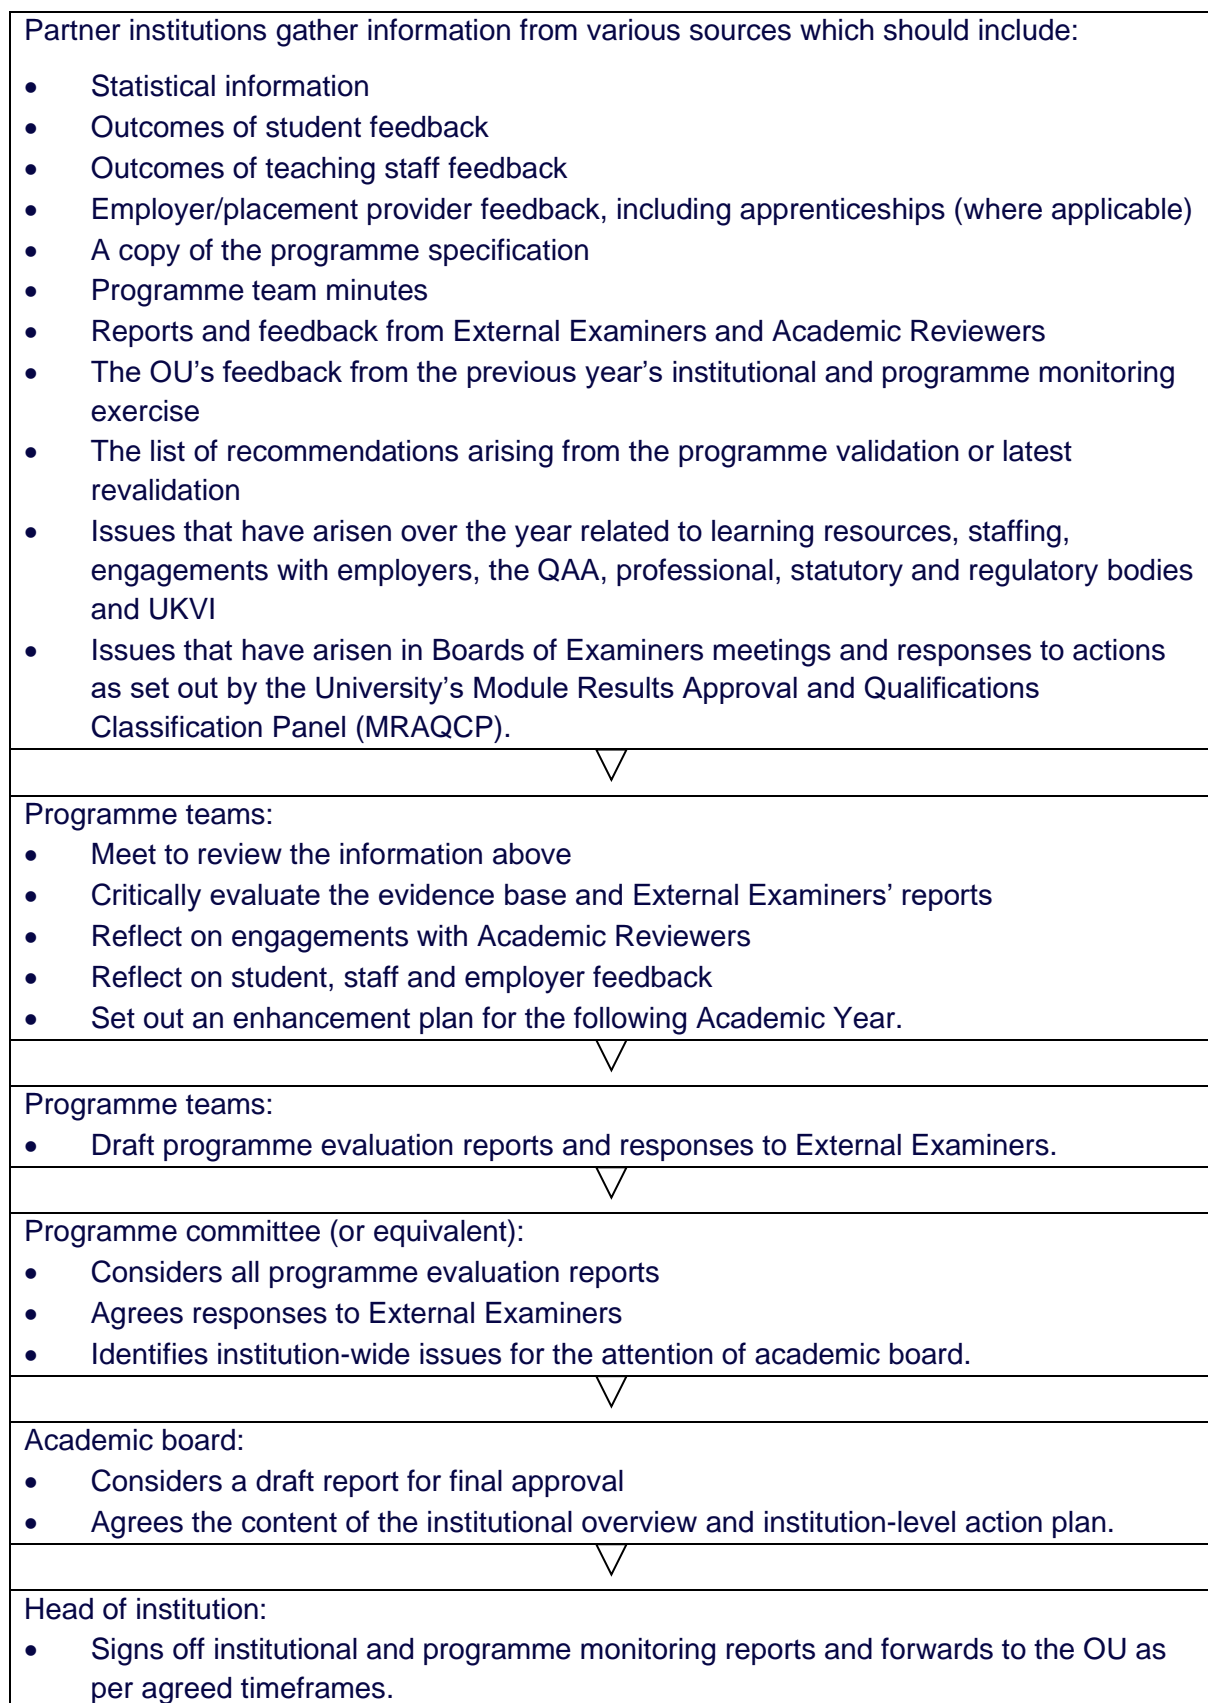 Partner institutions gather information from various sources which should include:
• Statistical information
• Outcomes of student feedback
• Outcomes of teaching staff feedback
• Employer/placement provider feedback, including apprenticeships (where applicable)
• A copy of the programme specification
• Programme team minutes
• Reports and feedback from External Examiners and Academic Reviewers
• The OU’s feedback from the previous year’s institutional and programme monitoring
exercise
• The list of recommendations arising from the programme validation or latest
revalidation
• Issues that have arisen over the year related to learning resources, staffing,
engagements with employers, the QAA, professional, statutory and regulatory bodies
and UKVI
• Issues that have arisen in Boards of Examiners meetings and responses to actions
as set out by the University’s Module Results Approval and Qualifications
Classification Panel (MRAQCP).
Programme teams:
• Meet to review the information above
• Critically evaluate the evidence base and External Examiners’ reports
• Reflect on engagements with Academic Reviewers
• Reflect on student, staff and employer feedback
• Set out an enhancement plan for the following Academic Year.
Programme teams:
• Draft programme evaluation reports and responses to External Examiners.
Programme committee (or equivalent):
• Considers all programme evaluation reports
• Agrees responses to External Examiners
• Identifies institution-wide issues for the attention of academic board.
Academic board:
• Considers a draft report for final approval
• Agrees the content of the institutional overview and institution-level action plan.
Head of institution:
• Signs off institutional and programme monitoring reports and forwards to the OU as
per agreed timeframes.